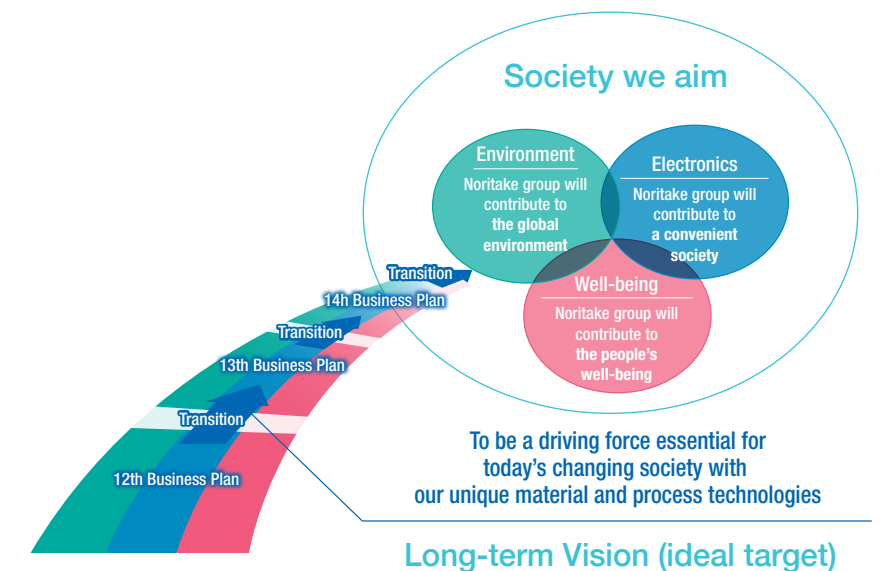 Society we aim
Environment
Noritake group will
contribute to
the global
environment
Electronics
Noritake group will
contribute to
a convenient
society
Well-being
Noritake group will
contribute to
the people's
well-being
Transition
14h Business Plan
Transition
13th Business Plan
Transition
12th Business Plan
To be a driving force essential for
today's changing society with
our unique material and process technologies
Long-term Vision (ideal target)